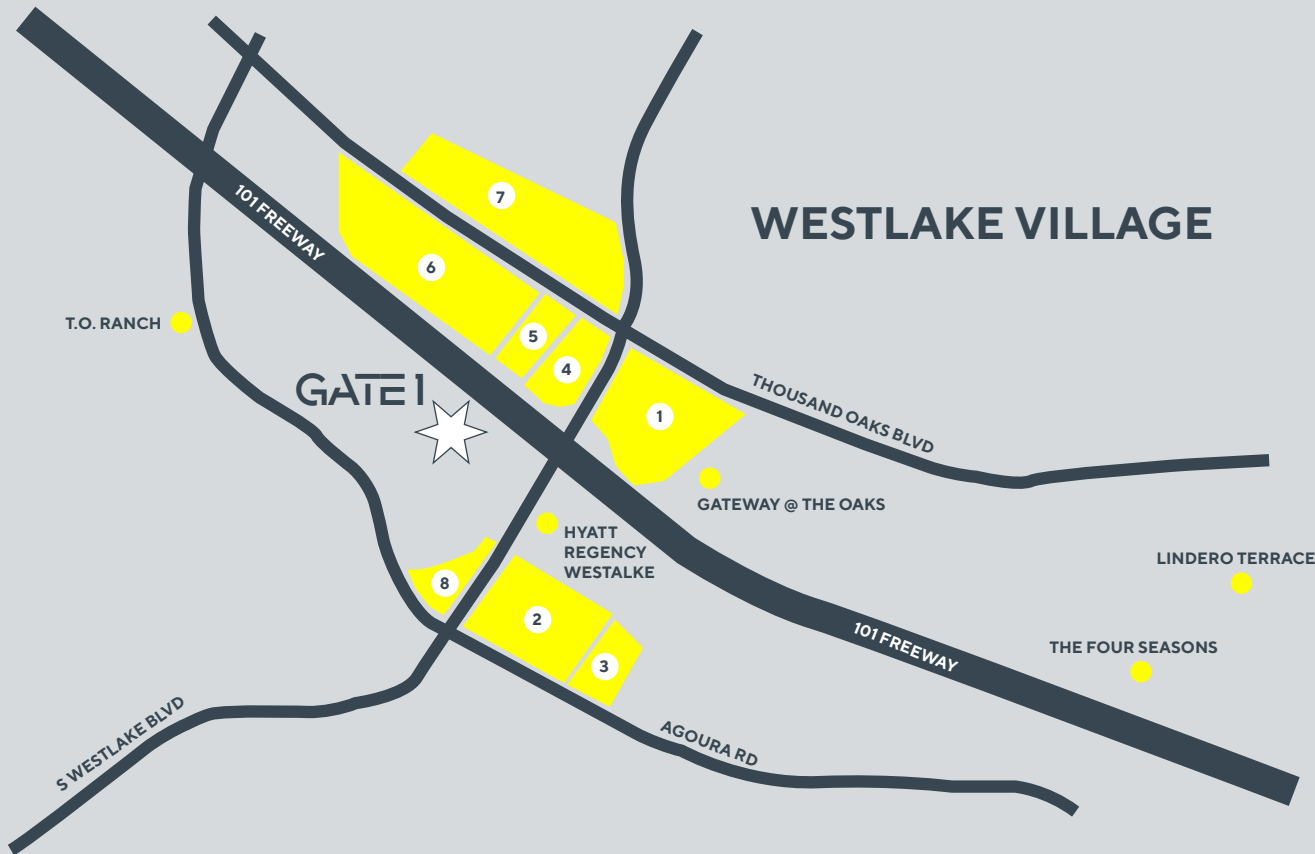 7
WESTLAKE VILLAGE
101 FREEWAY
6
T.O. RANCH
5
4
GATE 1
THOUSAND OAKS BLVD
1
GATEWAY @ THE OAKS
HYATT
REGENCY
WESTALKE
LINDERO TERRACE
8
2
101 FREEWAY
THE FOUR SEASONS
3
S WESTLAKE BLVD
AGOURA RD